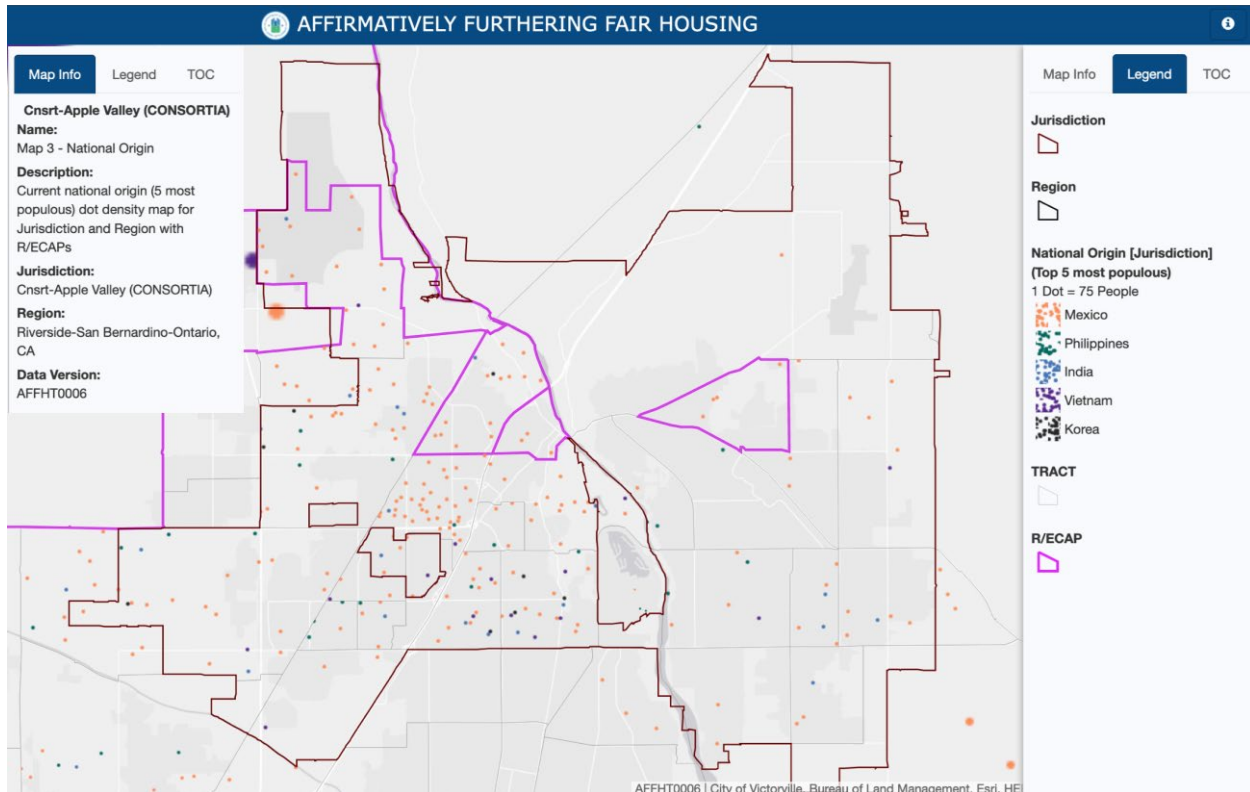 AFFIRMATIVELY FURTHERING FAIR HOUSING
Map Info Legend TOC
Cnsrt-Apple Valley (CONSORTIA)
Name:
Map 3 - National Origin
Description:
Current national origin (5 most
populous) dot density map for
Jurisdiction and Region with
R/ECAPs
Jurisdiction:
Cnsrt-Apple Valley (CONSORTIA)
Region:
Riverside-San Bernardino-Ontario,
CA
Data Version:
AFFHT0006
Map Info Legend TOC
Jurisdiction
Region
National Origin [Jurisdiction]
(Top 5 most populous)
1 Dot = 75 People
Mexico
Philippines
India
Vietnam
Korea
TRACT
R/ECAP
AFFHT0006 | City of Victorville, Bureau of Land Management, Esri, HE